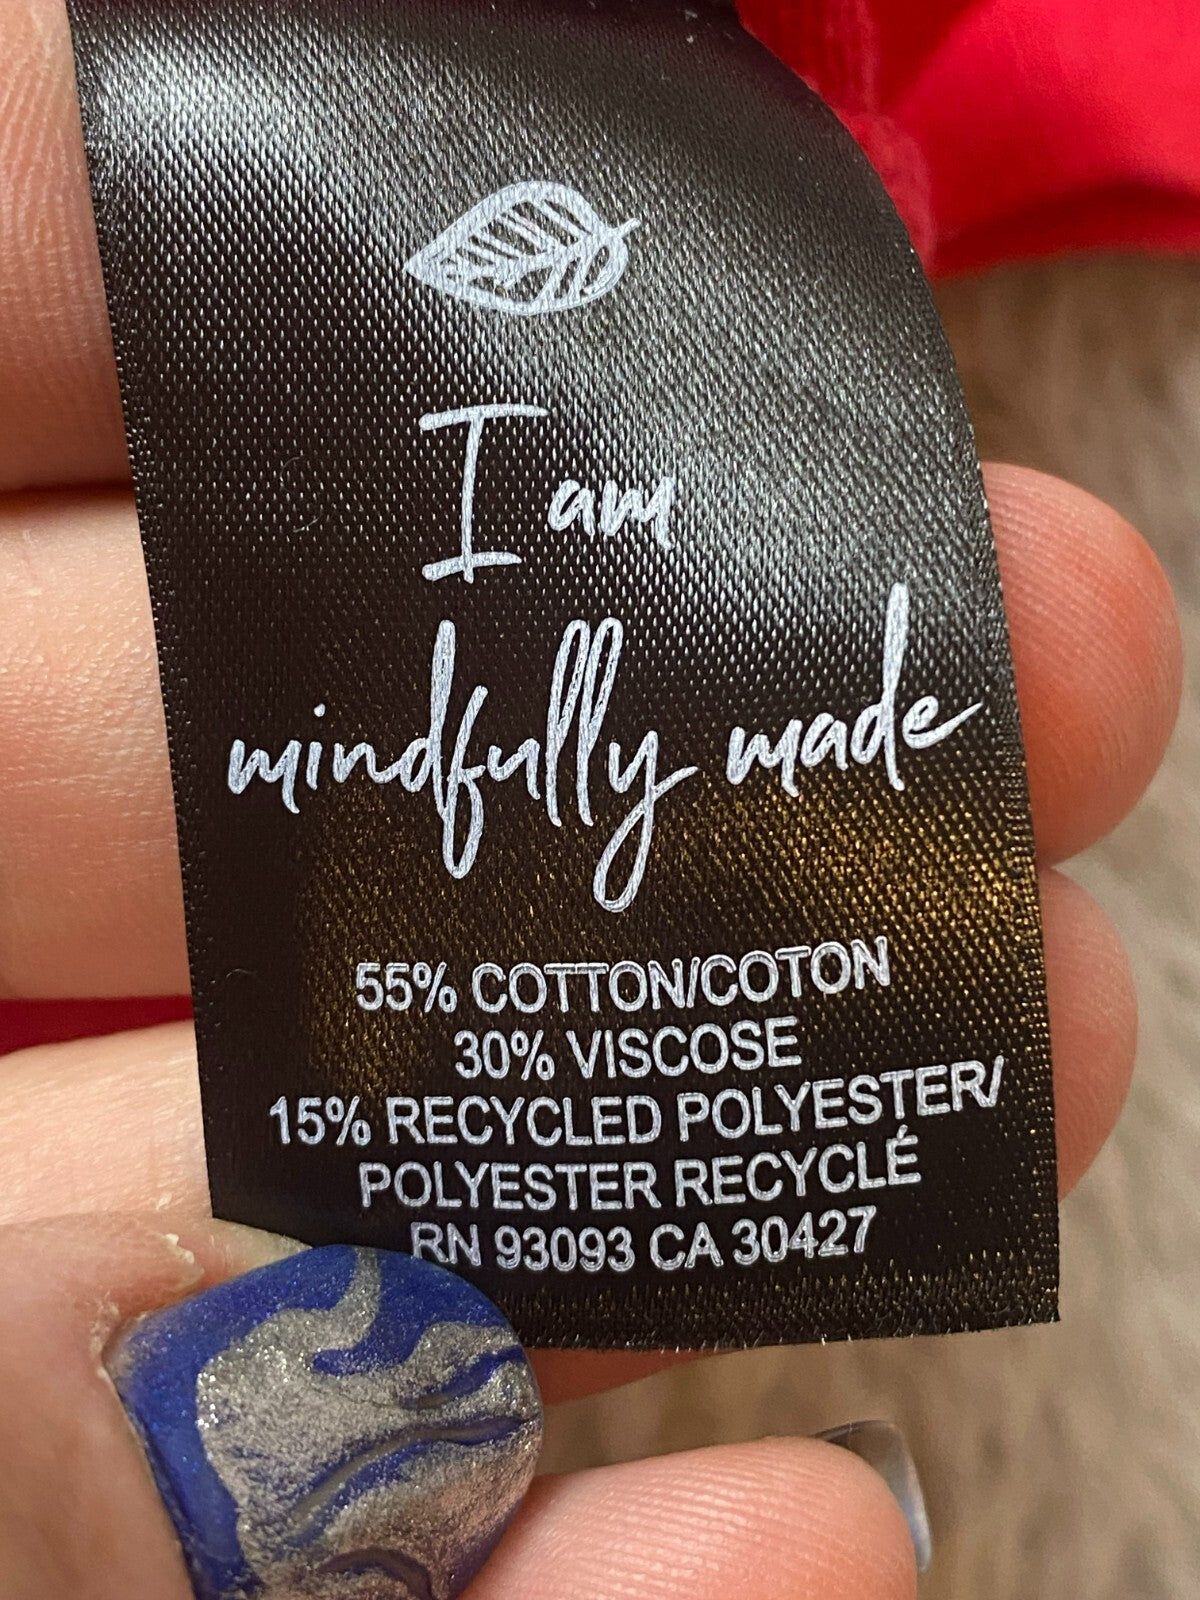 I am
mindfully made
55% COTTON/COTON
30% VISCOSE
15% RECYCLED POLYESTER/
POLYESTER RECYCLÉ
RN 93093 CA 30427